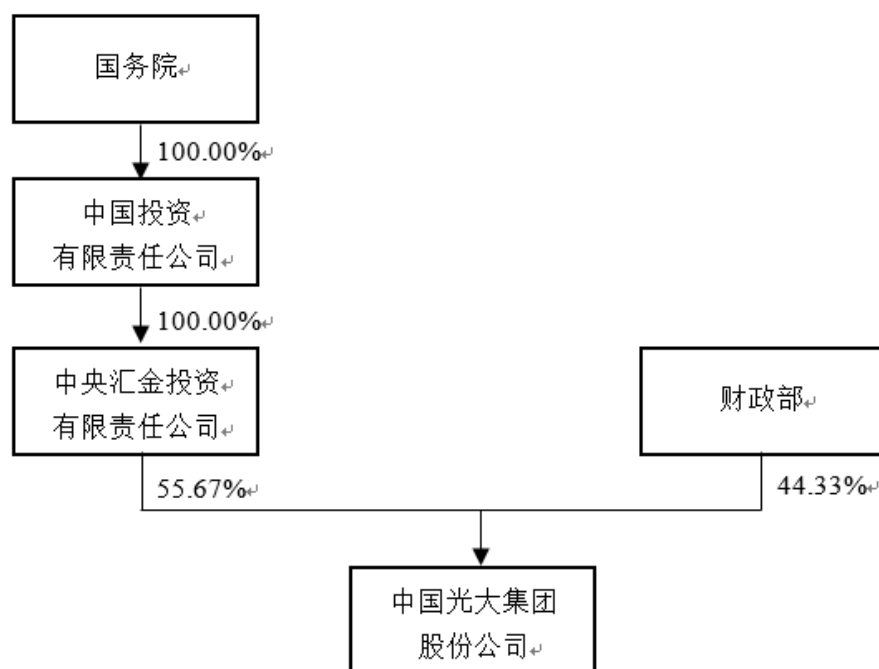 国务院
100.00%
中国投资
有限责任公司
100.00%
中央汇金投资
有限责任公司
财政部
55.67%
44.33%
中国光大集团
股份公司